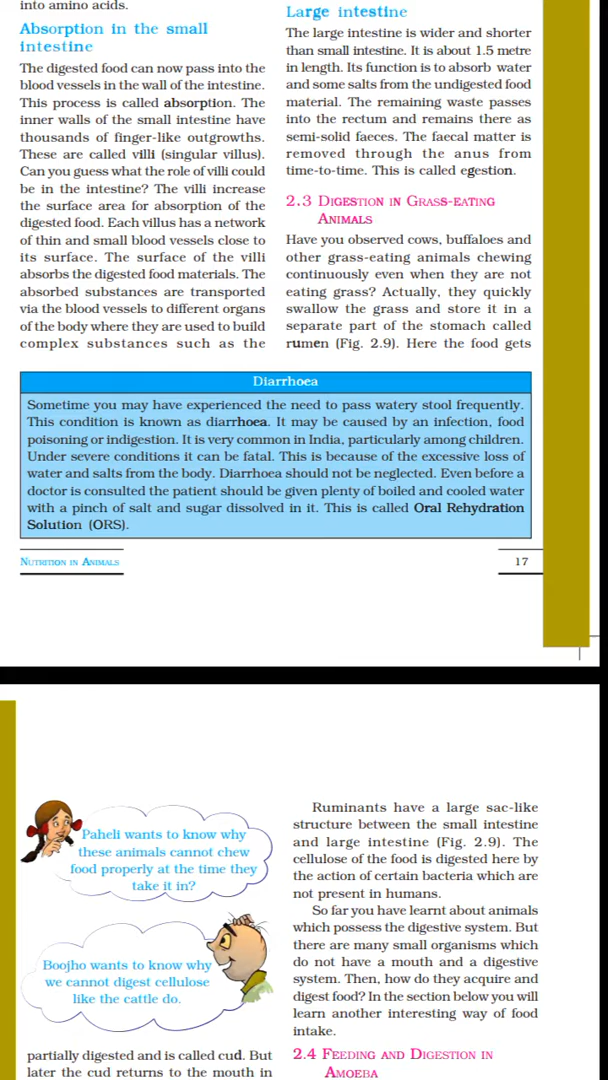 into amino acids.
Absorption in the small
intestine
The digested food can now pass into the
blood vessels in the wall of the intestine.
This process is called absorption. The
inner walls of the small intestine have
thousands of finger-like outgrowths.
These are called villi (singular villus).
Can you guess what the role of villi could
be in the intestine? The villi increase
the surface area for absorption of the
digested food. Each villus has a network
of thin and small blood vessels close to
its surface. The surface of the villi
absorbs the digested food materials. The
absorbed substances are transported
via the blood vessels to different organs
of the body where they are used to build
complex substances such as the
Large intestine
The large intestine is wider and shorter
than small intestine. It is about 1.5 metre
in length. Its function is to absorb water
and some salts from the undigested food
material. The remaining waste passes
into the rectum and remains there as
semi-solid faeces. The faecal matter is
removed through the anus from
time-to-time. This is called egestion.
2.3 DIGESTION IN GRASS-EATING
ANIMALS
Have you observed cows, buffaloes and
other grass-eating animals chewing
continuously even when they are not
eating grass? Actually, they quickly
swallow the grass and store it in a
separate part of the stomach called
rumen (Fig. 2.9). Here the food gets
Diarrhoea
Sometime you may have experienced the need to pass watery stool frequently.
This condition is known as diarrhoea. It may be caused by an infection, food
poisoning or indigestion. It is very common in India, particularly among children.
Under severe conditions it can be fatal. This is because of the excessive loss of
water and salts from the body. Diarrhoea should not be neglected. Even before a
doctor is consulted the patient should be given plenty of boiled and cooled water
with a pinch of salt and sugar dissolved in it. This is called Oral Rehydration
Solution (ORS).
NUTRITION IN ANIMALS
17
Paheli wants to know why
these animals cannot chew
food properly at the time they
take it in?
Boojho wants to know why
we cannot digest cellulose
like the cattle do.
partially digested and is called cud. But
later the cud returns to the mouth in
Ruminants have a large sac-like
structure between the small intestine
and large intestine (Fig. 2.9). The
cellulose of the food is digested here by
the action of certain bacteria which are
not present in humans.
So far you have learnt about animals
which possess the digestive system. But
there are many small organisms which
do not have a mouth and a digestive
system. Then, how do they acquire and
digest food? In the section below you will
learn another interesting way of food
intake.
2.4 FEEDING AND DIGESTION IN
AMOEBA